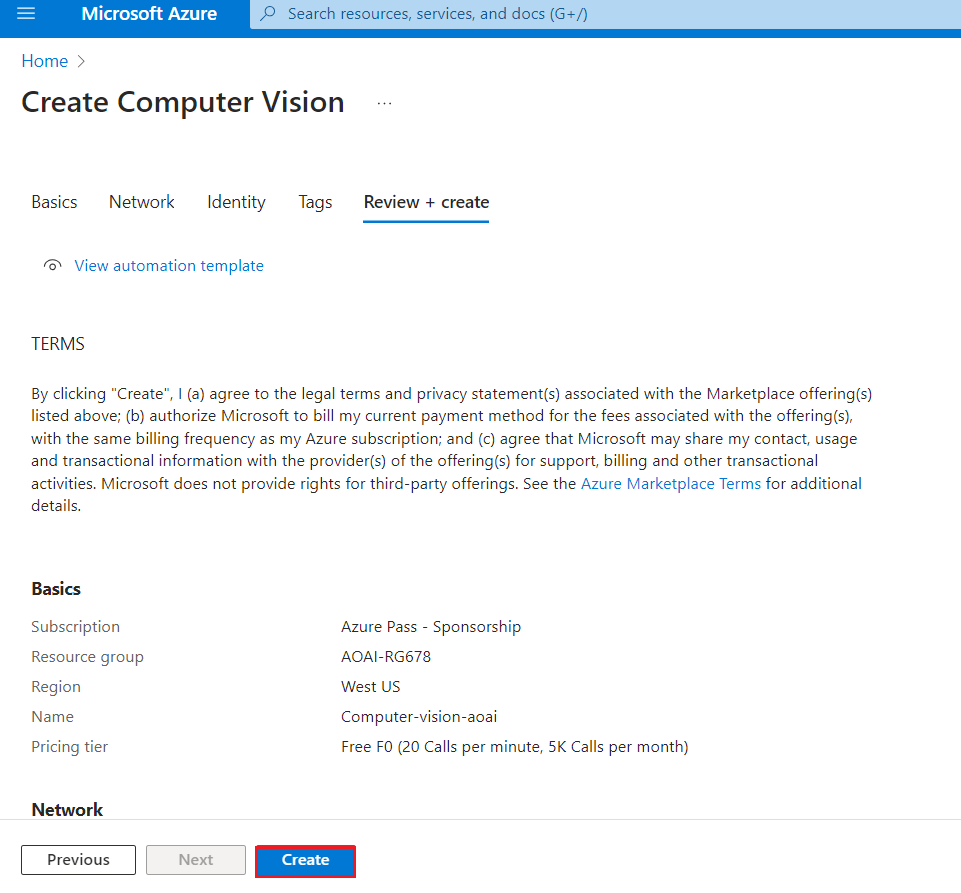 Microsoft Azure
Search resources, services, and docs (G+/)
Home
Create Computer Vision
...
Basics
Network
Identity
Tags
Review + create
View automation template
TERMS
By clicking "Create", I (a) agree to the legal terms and privacy statement(s) associated with the Marketplace offering(s)
listed above; (b) authorize Microsoft to bill my current payment method for the fees associated with the offering(s),
with the same billing frequency as my Azure subscription; and (c) agree that Microsoft may share my contact, usage
and transactional information with the provider(s) of the offering(s) for support, billing and other transactional
activities. Microsoft does not provide rights for third-party offerings. See the Azure Marketplace Terms for additional
details.
Basics
Subscription Azure Pass - Sponsorship
Resource group AOAI-RG678
Region West US
Name Computer-vision-aoai
Pricing tier Free F0 (20 Calls per minute, 5K Calls per month)
Network
Previous
Next
Create